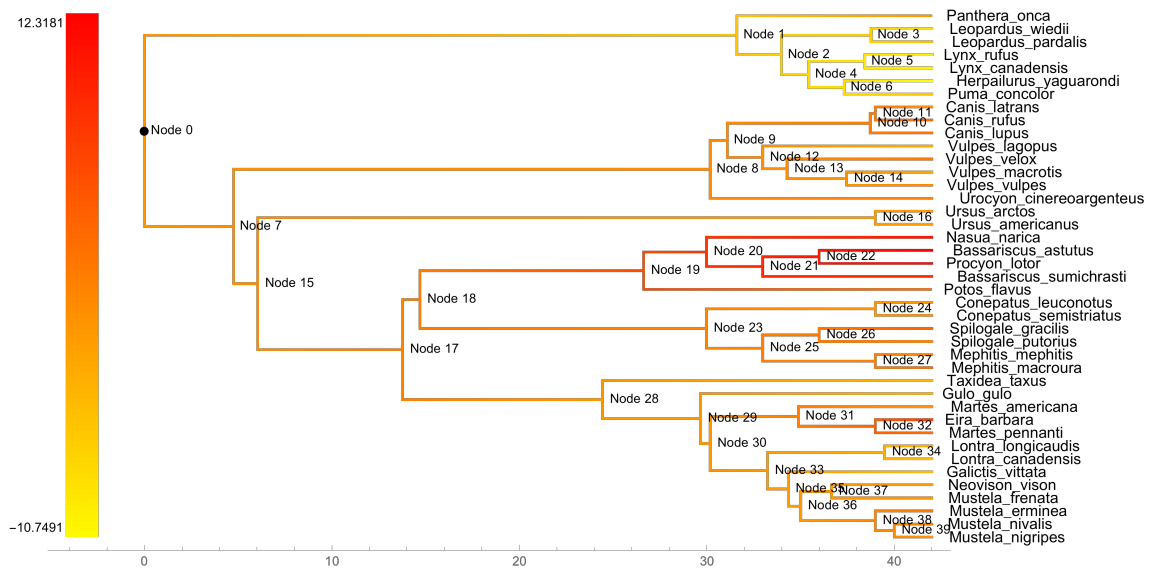 12.3181
−10.7491
Panthera_onca
Node 1
Leopardus_wiedii
Node 3
Leopardus_pardalis
Node 2
Lynx_rufus
Node 5
Lynx_canadensis
Node 4
Herpailurus_yaguarondi
Node 6
Puma_concolor
Canis_latrans
Node 11
Canis_rufus
Node 10
Node 0
Canis_lupus
Node 9
Vulpes_lagopus
Node 12
Vulpes_velox
Node 8
Node 13
Vulpes_macrotis
Node 14
Vulpes_vulpes
Urocyon_cinereoargenteus
Ursus_arctos
Node 16
Node 7
Ursus_americanus
Nasua_narica
Node 20
Bassariscus_astutus
Node 22
Procyon_lotor
Node 21
Node 19
Bassariscus_sumichrasti
Node 15
Potos_flavus
Node 18
Conepatus_leuconotus
Node 24
Conepatus_semistriatus
Node 23
Spilogale_gracilis
Node 26
Spilogale_putorius
Node 17
Node 25
Mephitis_mephitis
Node 27
Mephitis_macroura
Taxidea_taxus
Node 28
Gulo_gulo
Martes_americana
Node 29
Node 31
Eira_barbara
Node 32
Martes_pennanti
Node 30
Lontra_longicaudis
Node 34
Lontra_canadensis
Node 33
Galictis_vittata
Node 35
Node 37
Neovison_vison
Mustela_frenata
Node 36
Mustela_erminea
Node 38
Mustela_nivalis
Node 39
Mustela_nigripes
0 10 20 30 40